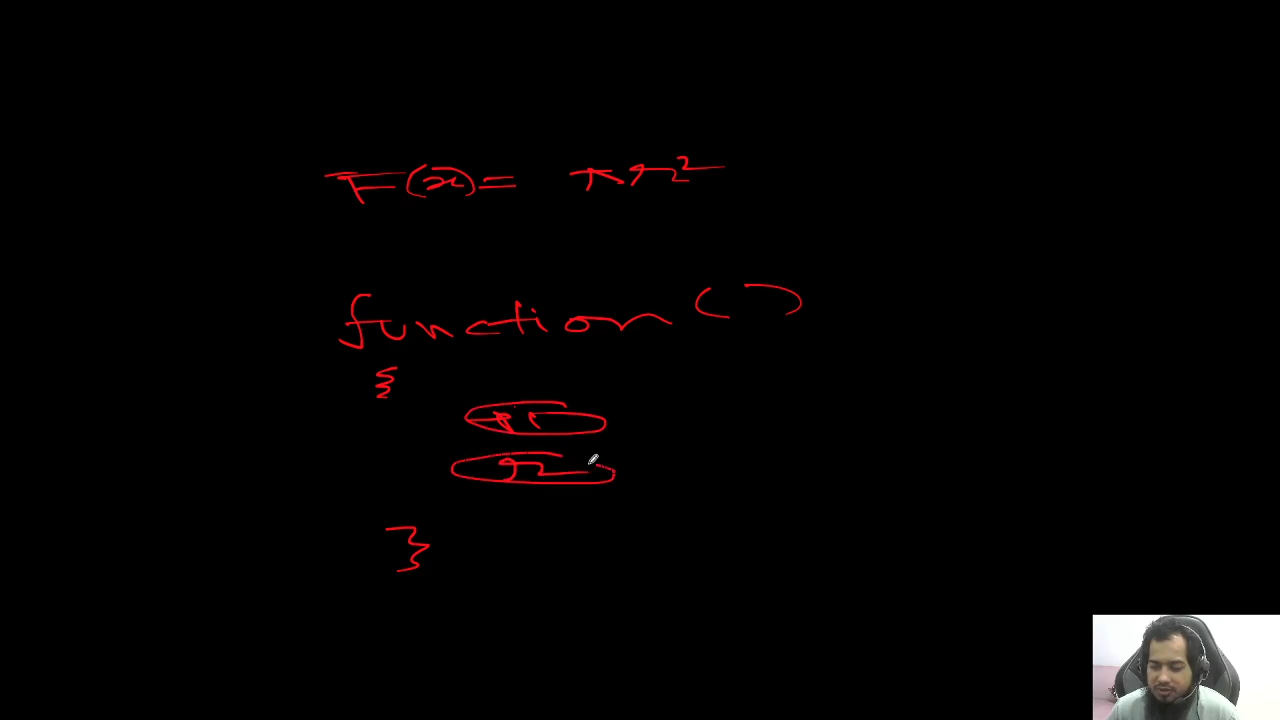 F(x) = πr²
function ( )
{
π
r
}